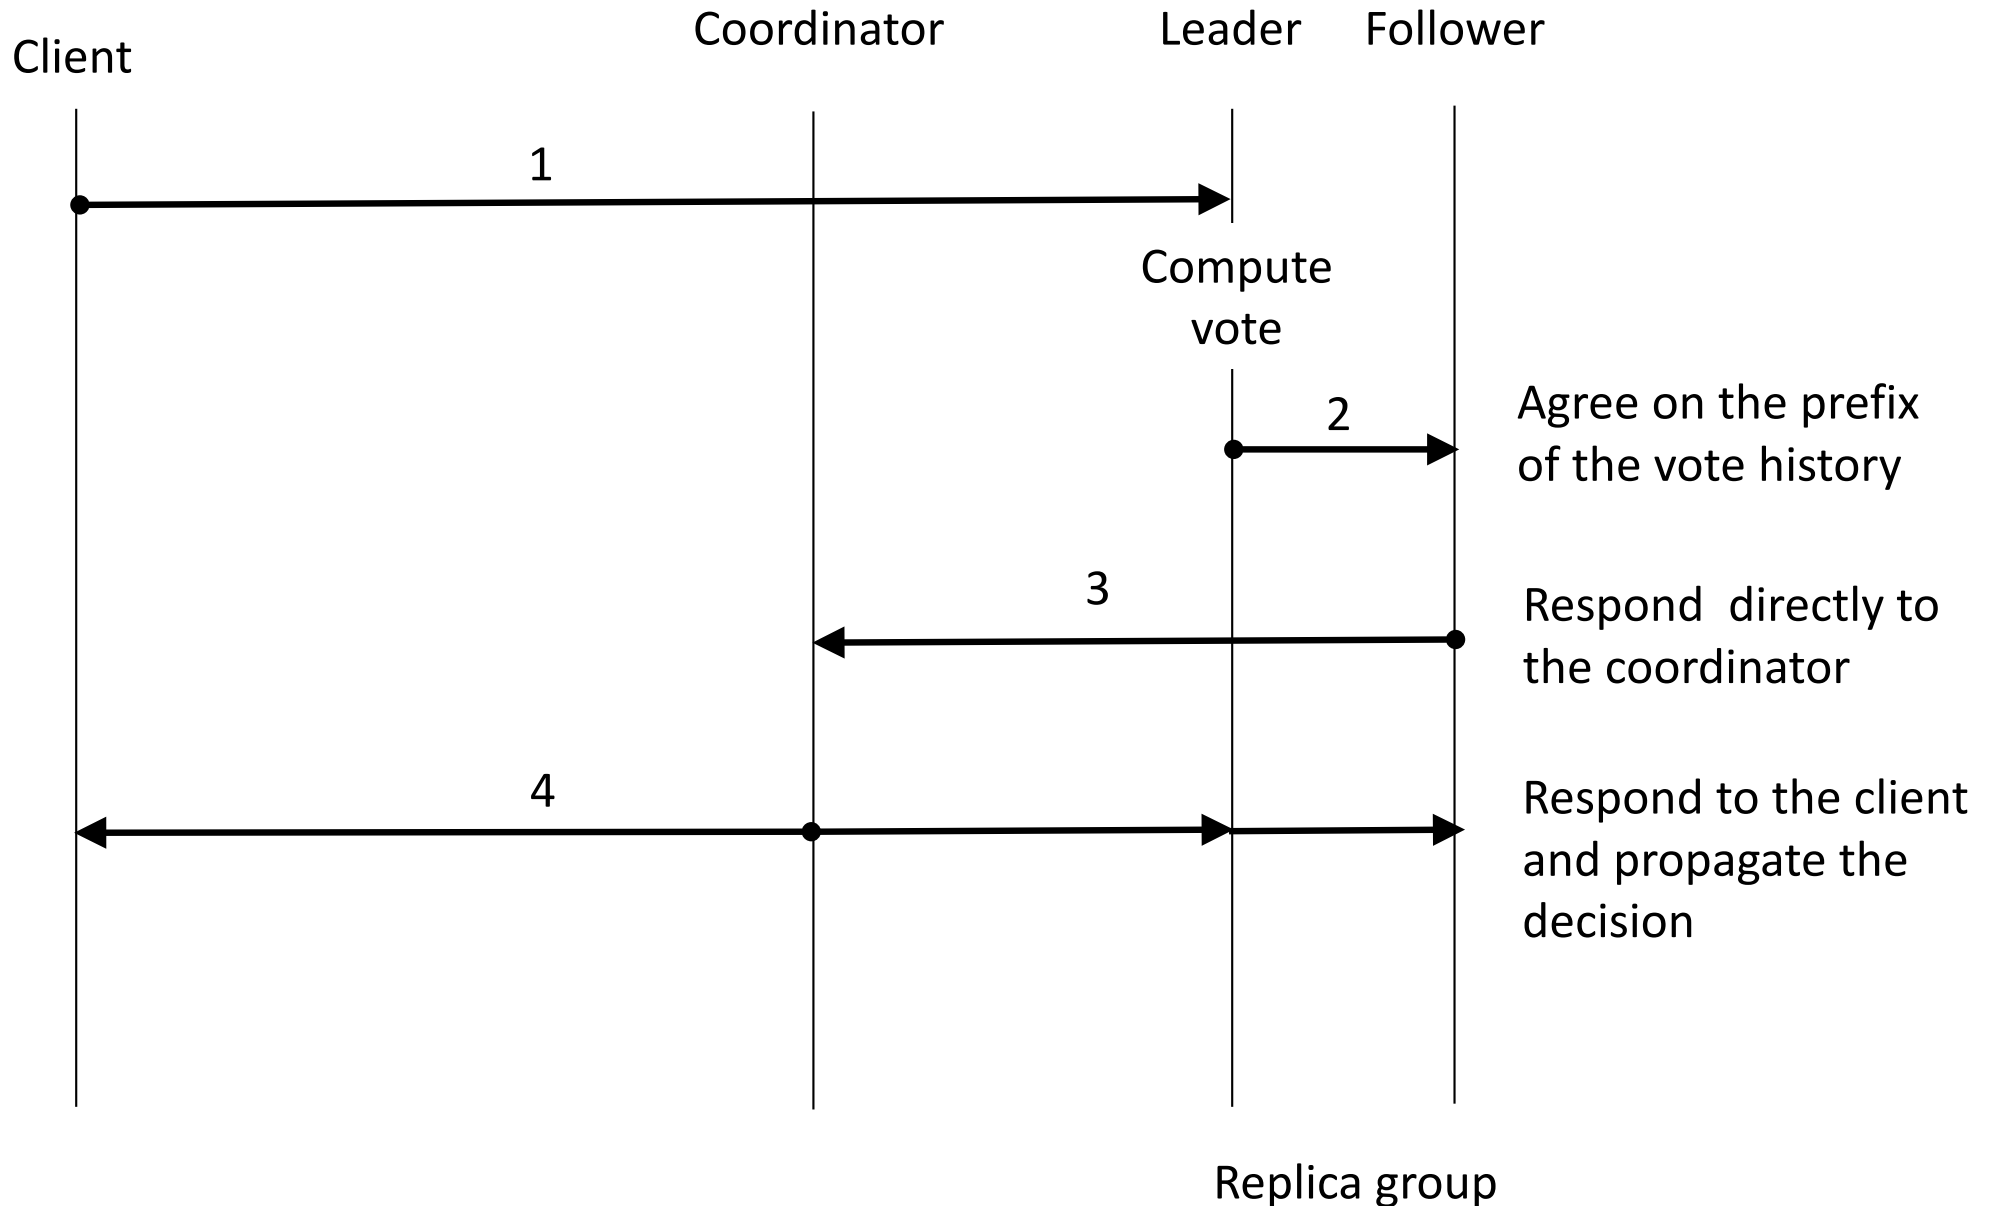 Client
Coordinator
Leader
Follower
1
Compute
vote
2
Agree on the prefix
of the vote history
3
Respond  directly to
the coordinator
4
Respond to the client
and propagate the
decision
Replica group